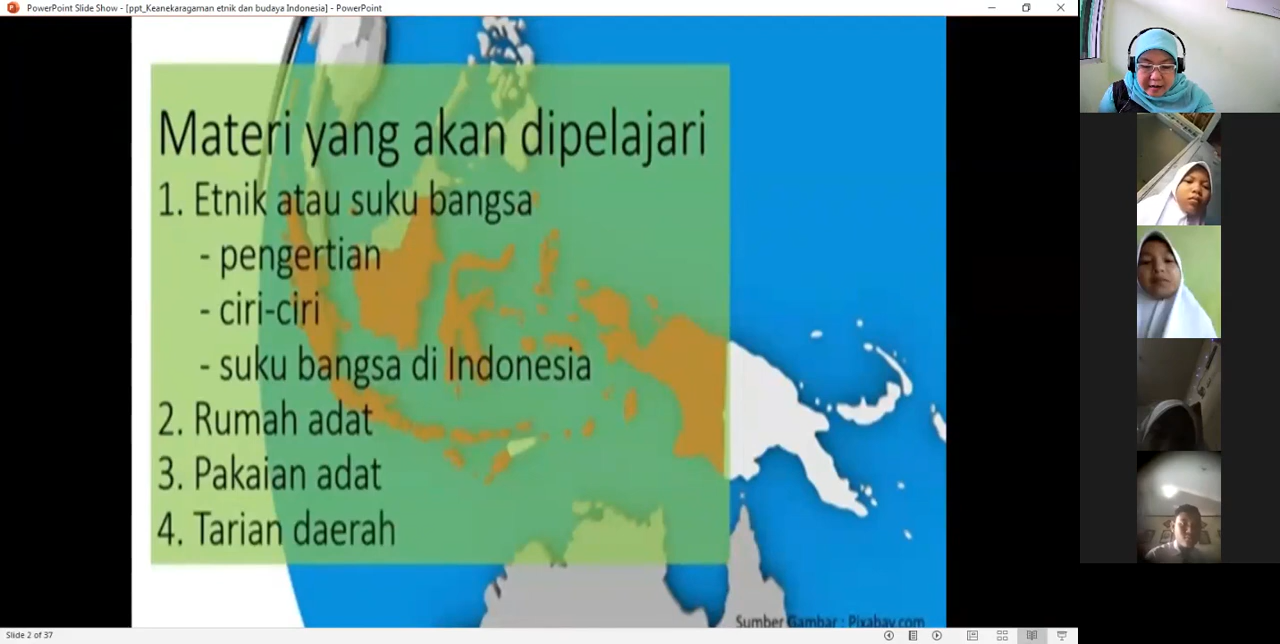 PowerPoint Slide Show - [ppt_Keanekaragaman etnik dan budaya Indonesia] - PowerPoint
Materi yang akan dipelajari
1. Etnik atau suku bangsa
- pengertian
- ciri-ciri
- suku bangsa di Indonesia
2. Rumah adat
3. Pakaian adat
4. Tarian daerah
Sumber Gambar : Pixabay.com
Slide 2 of 37